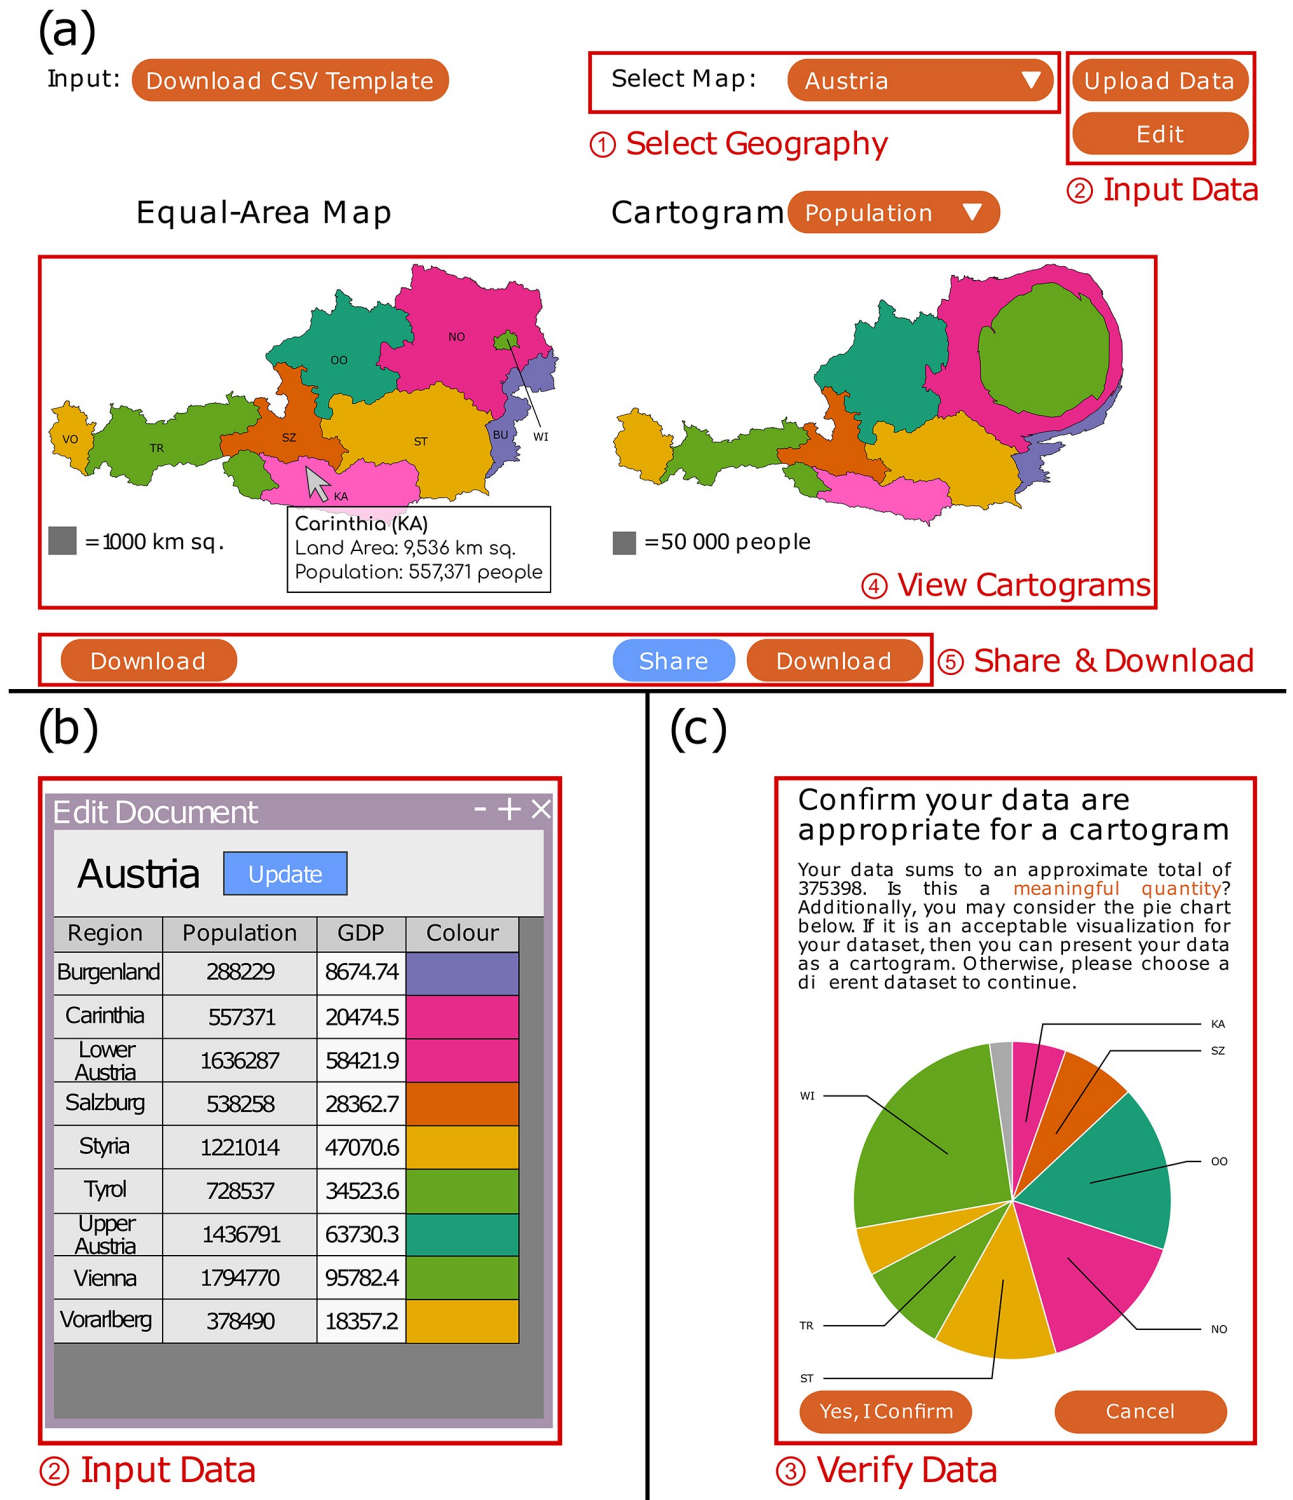 (a)
Input: Download CSV Template
Select Map: Austria
Upload Data
Edit
① Select Geography
② Input Data
Equal-Area Map
Cartogram Population
NO
OO
VO
TR
SZ
ST
BU
WI
KA
Carinthia (KA)
Land Area: 9,536 km sq.
Population: 557,371 people
= 1000 km sq.
= 50 000 people
④ View Cartograms
Download
Share
Download
⑤ Share & Download
(b)
Edit Document - + ×
Austria Update
Region Population GDP Colour
Burgenland 288229 8674.74
Carinthia 557371 20474.5
Lower
Austria 1636287 58421.9
Salzburg 538258 28362.7
Styria 1221014 47070.6
Tyrol 728537 34523.6
Upper
Austria 1436791 63730.3
Vienna 1794770 95782.4
Vorarlberg 378490 18357.2
② Input Data
(c)
Confirm your data are
appropriate for a cartogram
Your data sums to an approximate total of
375398. Is this a meaningful quantity?
Additionally, you may consider the pie chart
below. If it is an acceptable visualization for
your dataset, then you can present your data
as a cartogram. Otherwise, please choose a
di erent dataset to continue.
KA
SZ
WI
OO
TR
NO
ST
Yes, I Confirm
Cancel
③ Verify Data